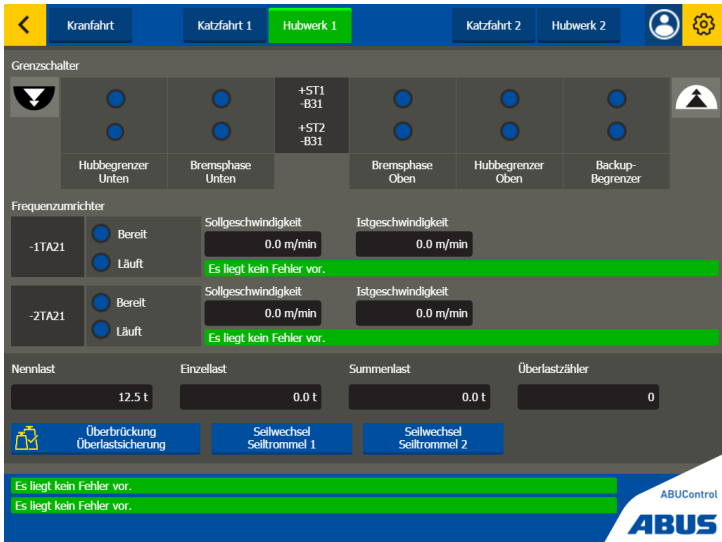 Kranfahrt Katzfahrt 1 Hubwerk 1 Katzfahrt 2 Hubwerk 2
Grenzschalter
+ST1
-B31
+ST2
-B31
Hubbegrenzer
Unten
Bremsphase
Unten
Bremsphase
Oben
Hubbegrenzer
Oben
Backup-
Begrenzer
Frequenzumrichter
-1TA21
Bereit
Läuft
Sollgeschwindigkeit Istgeschwindigkeit
0.0 m/min 0.0 m/min
Es liegt kein Fehler vor.
-2TA21
Bereit
Läuft
Sollgeschwindigkeit Istgeschwindigkeit
0.0 m/min 0.0 m/min
Es liegt kein Fehler vor.
Nennlast Einzellast Summenlast Überlastzähler
12.5 t 0.0 t 0.0 t 0
Überbrückung
Überlastsicherung
Seilwechsel
Seiltrommel 1
Seilwechsel
Seiltrommel 2
Es liegt kein Fehler vor.
Es liegt kein Fehler vor.
ABUControl
ABUS